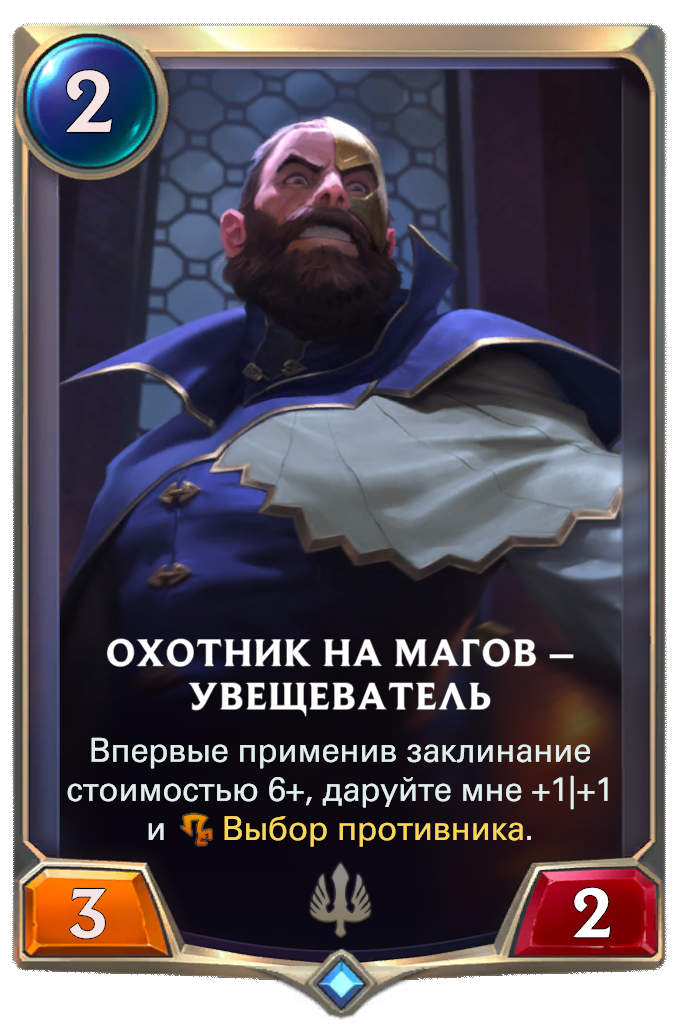 2
ОХОТНИК НА МАГОВ –
УВЕЩЕВАТЕЛЬ
Впервые применив заклинание
стоимостью 6+, даруйте мне +1|+1
и Выбор противника.
3
2